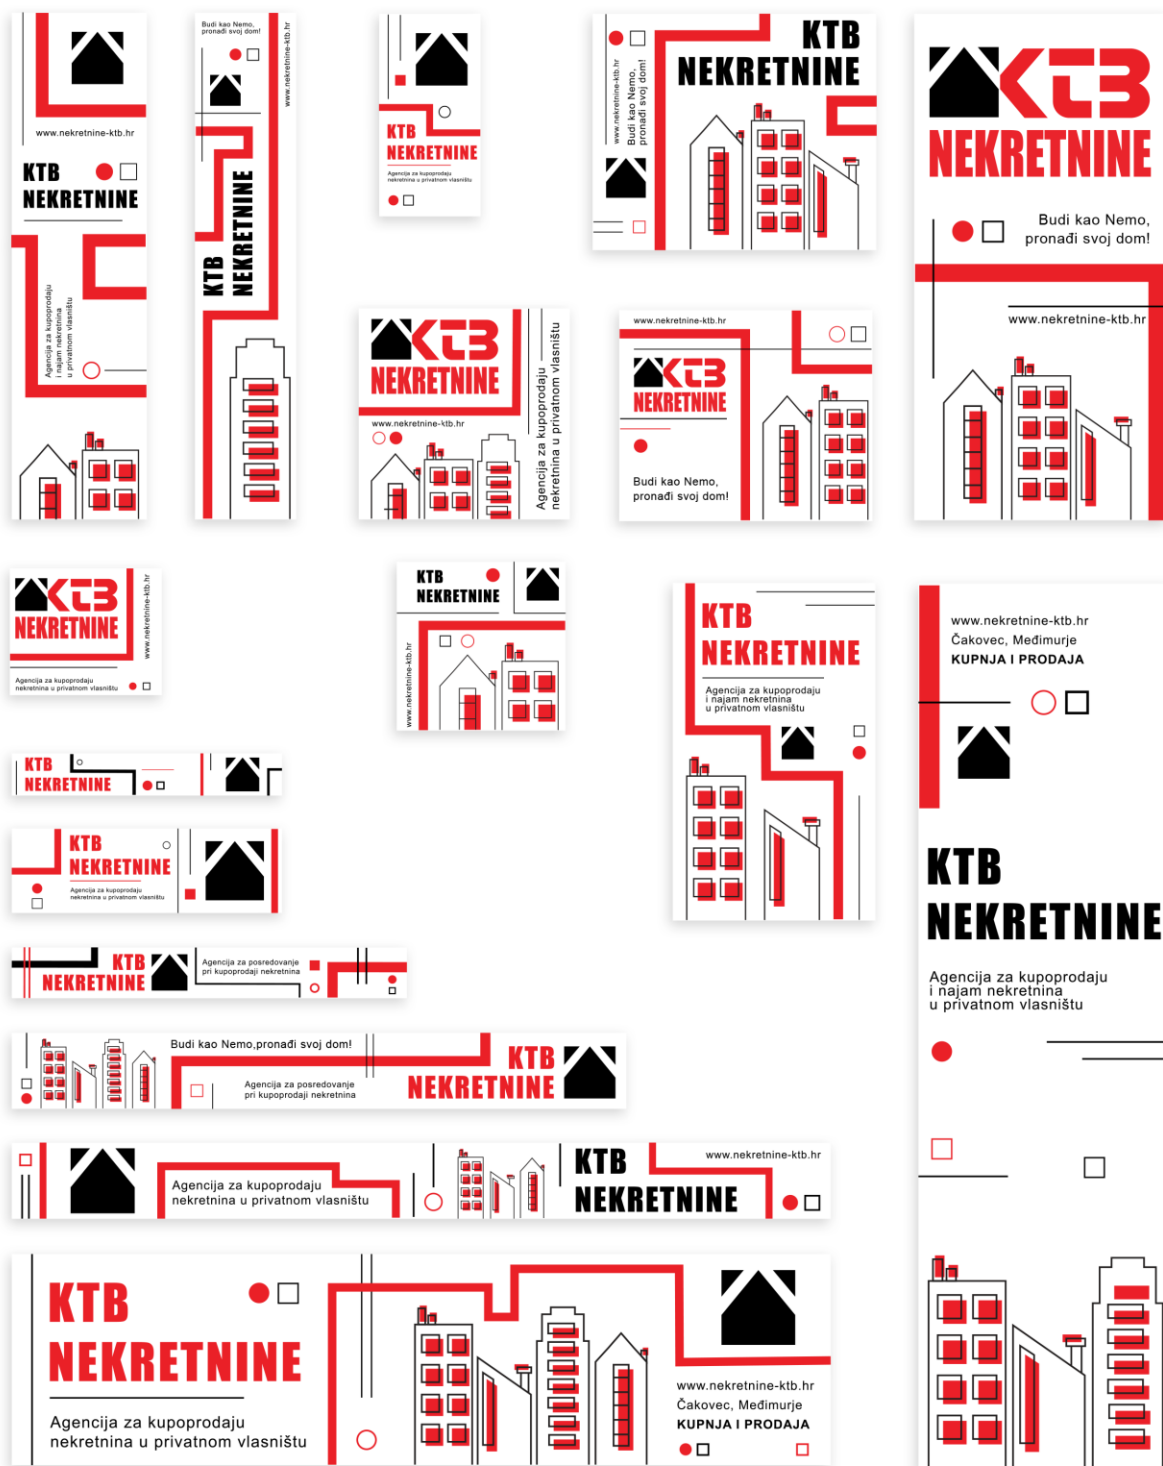 www.nekretnine-ktb.hr
KTB
NEKRETNINE
Agencija za kupoprodaju
i najam nekretnina
u privatnom vlasništu
Budi kao Nemo,
pronađi svoj dom!
www.nekretnine-ktb.hr
KTB
NEKRETNINE
KTB
NEKRETNINE
Agencija za kupoprodaju
nekretnina u privatnom vlasništu
www.nekretnine-ktb.hr
Budi kao Nemo,
pronađi svoj dom!
KTB
NEKRETNINE
KTB
NEKRETNINE
Budi kao Nemo,
pronađi svoj dom!
www.nekretnine-ktb.hr
KTB
NEKRETNINE
www.nekretnine-ktb.hr
Agencija za kupoprodaju
nekretnina u privatnom vlasništu
www.nekretnine-ktb.hr
KTB
NEKRETNINE
Budi kao Nemo,
pronađi svoj dom!
KTB
NEKRETNINE
www.nekretnine-ktb.hr
Agencija za kupoprodaju
nekretnina u privatnom vlasništu
KTB
NEKRETNINE
www.nekretnine-ktb.hr
KTB
NEKRETNINE
Agencija za kupoprodaju
i najam nekretnina
u privatnom vlasništu
www.nekretnine-ktb.hr
Čakovec, Međimurje
KUPNJA I PRODAJA
KTB
NEKRETNINE
Agencija za kupoprodaju
i najam nekretnina
u privatnom vlasništu
KTB
NEKRETNINE
KTB
NEKRETNINE
Agencija za kupoprodaju
nekretnina u privatnom vlasništu
KTB
NEKRETNINE
Agencija za posredovanje
pri kupoprodaji nekretnina
Budi kao Nemo,pronađi svoj dom!
Agencija za posredovanje
pri kupoprodaji nekretnina
KTB
NEKRETNINE
Agencija za kupoprodaju
nekretnina u privatnom vlasništu
KTB
NEKRETNINE
www.nekretnine-ktb.hr
KTB
NEKRETNINE
Agencija za kupoprodaju
nekretnina u privatnom vlasništu
www.nekretnine-ktb.hr
Čakovec, Međimurje
KUPNJA I PRODAJA